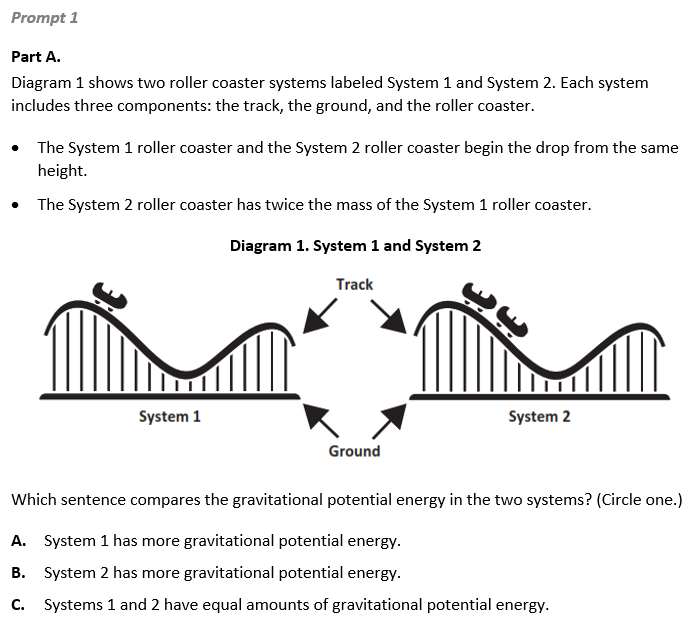 Prompt 1
Part A.
Diagram 1 shows two roller coaster systems labeled System 1 and System 2. Each system
includes three components: the track, the ground, and the roller coaster.
• The System 1 roller coaster and the System 2 roller coaster begin the drop from the same
height.
• The System 2 roller coaster has twice the mass of the System 1 roller coaster.
Diagram 1. System 1 and System 2
Track
System 1
System 2
Ground
Which sentence compares the gravitational potential energy in the two systems? (Circle one.)
A. System 1 has more gravitational potential energy.
B. System 2 has more gravitational potential energy.
C. Systems 1 and 2 have equal amounts of gravitational potential energy.